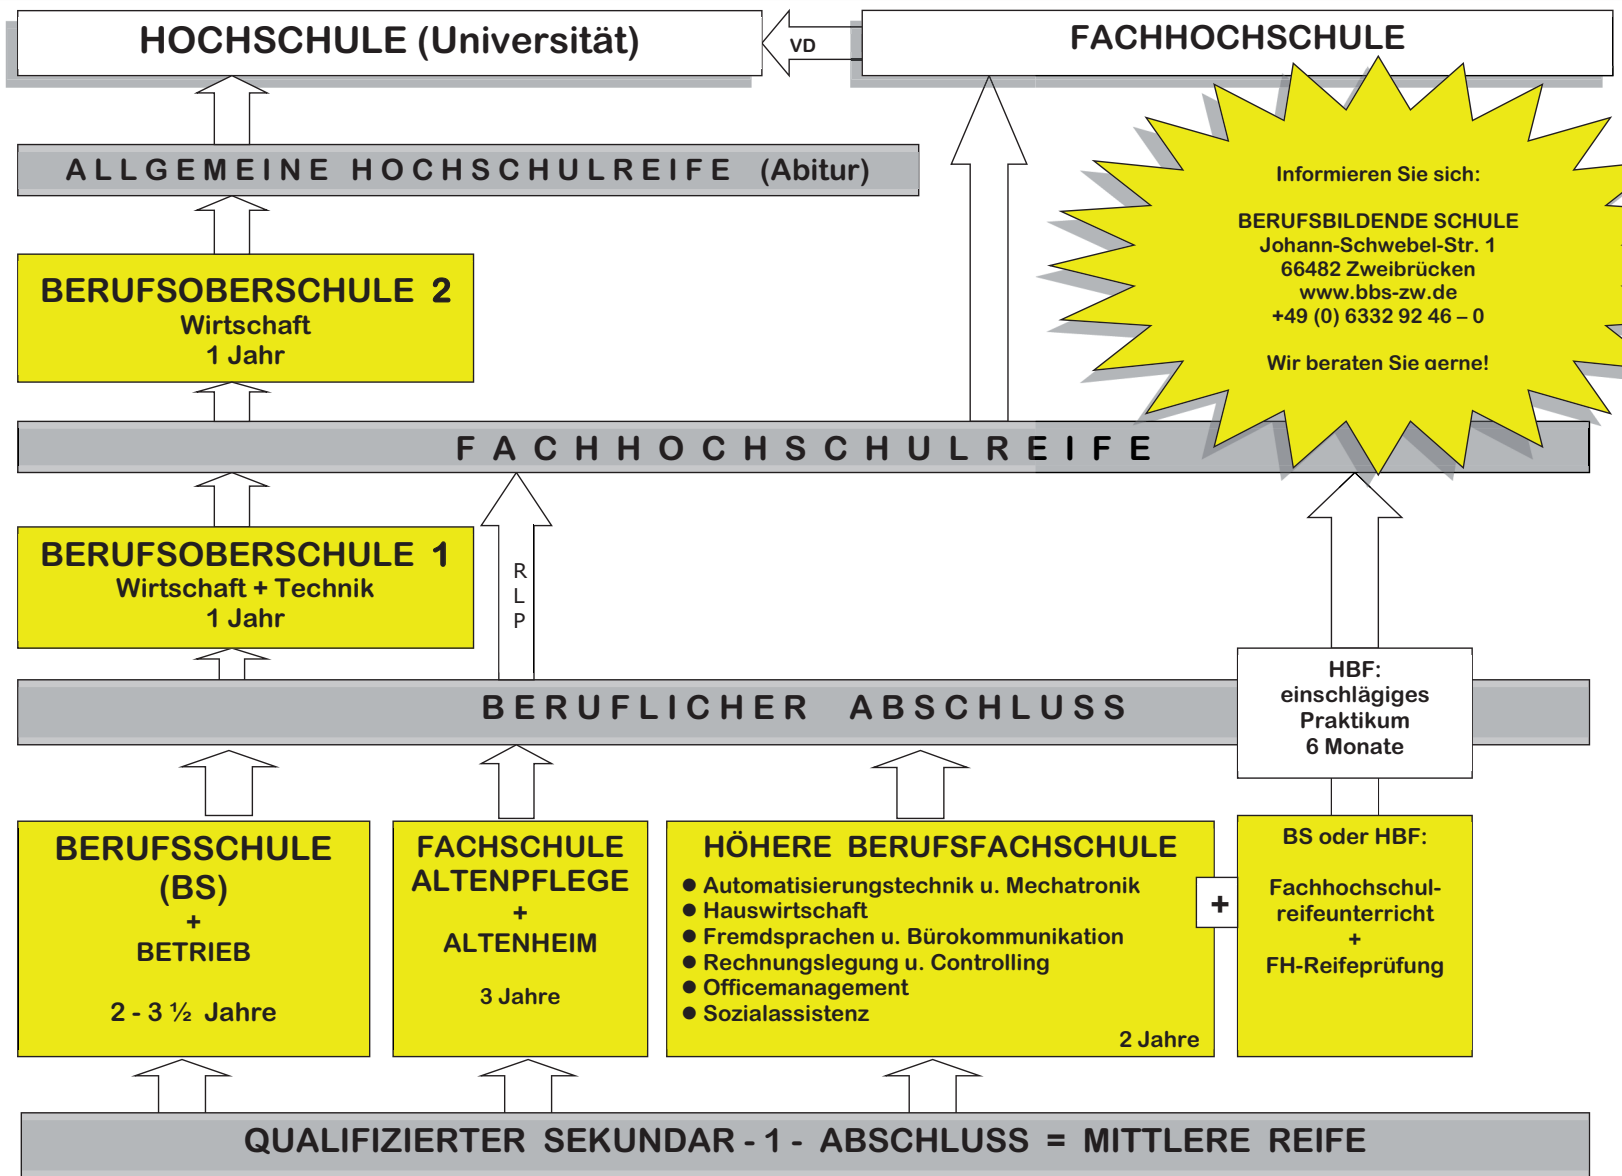 HOCHSCHULE (Universität)
VD
FACHHOCHSCHULE
ALLGEMEINE HOCHSCHULREIFE (Abitur)
Informieren Sie sich:
BERUFSBILDENDE SCHULE
Johann-Schwebel-Str. 1
66482 Zweibrücken
www.bbs-zw.de
+49 (0) 6332 92 46 – 0
Wir beraten Sie gerne!
BERUFSOBERSCHULE 2
Wirtschaft
1 Jahr
FACHHOCHSCHULREIFE
BERUFSOBERSCHULE 1
Wirtschaft + Technik
1 Jahr
R
L
P
BERUFLICHER ABSCHLUSS
HBF:
einschlägiges
Praktikum
6 Monate
BERUFSSCHULE
(BS)
+
BETRIEB
2 - 3 ½ Jahre
FACHSCHULE
ALTENPFLEGE
+
ALTENHEIM
3 Jahre
HÖHERE BERUFSFACHSCHULE
● Automatisierungstechnik u. Mechatronik
● Hauswirtschaft
● Fremdsprachen u. Bürokommunikation
● Rechnungslegung u. Controlling
● Officemanagement
● Sozialassistenz
2 Jahre
+
BS oder HBF:
Fachhochschul-
reifeunterricht
+
FH-Reifeprüfung
QUALIFIZIERTER SEKUNDAR - 1 - ABSCHLUSS = MITTLERE REIFE